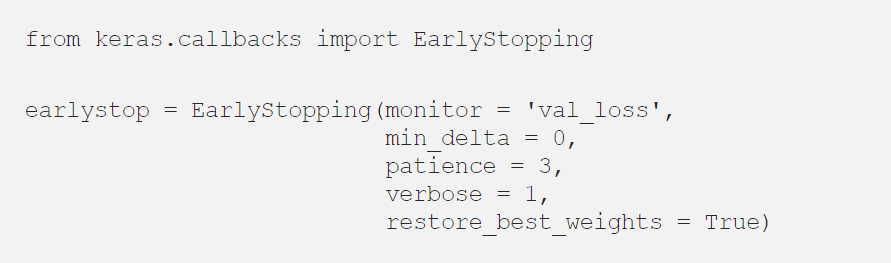 from keras.callbacks import EarlyStopping
earlystop = EarlyStopping(monitor = 'val_loss',
min_delta = 0,
patience = 3,
verbose = 1,
restore_best_weights = True)